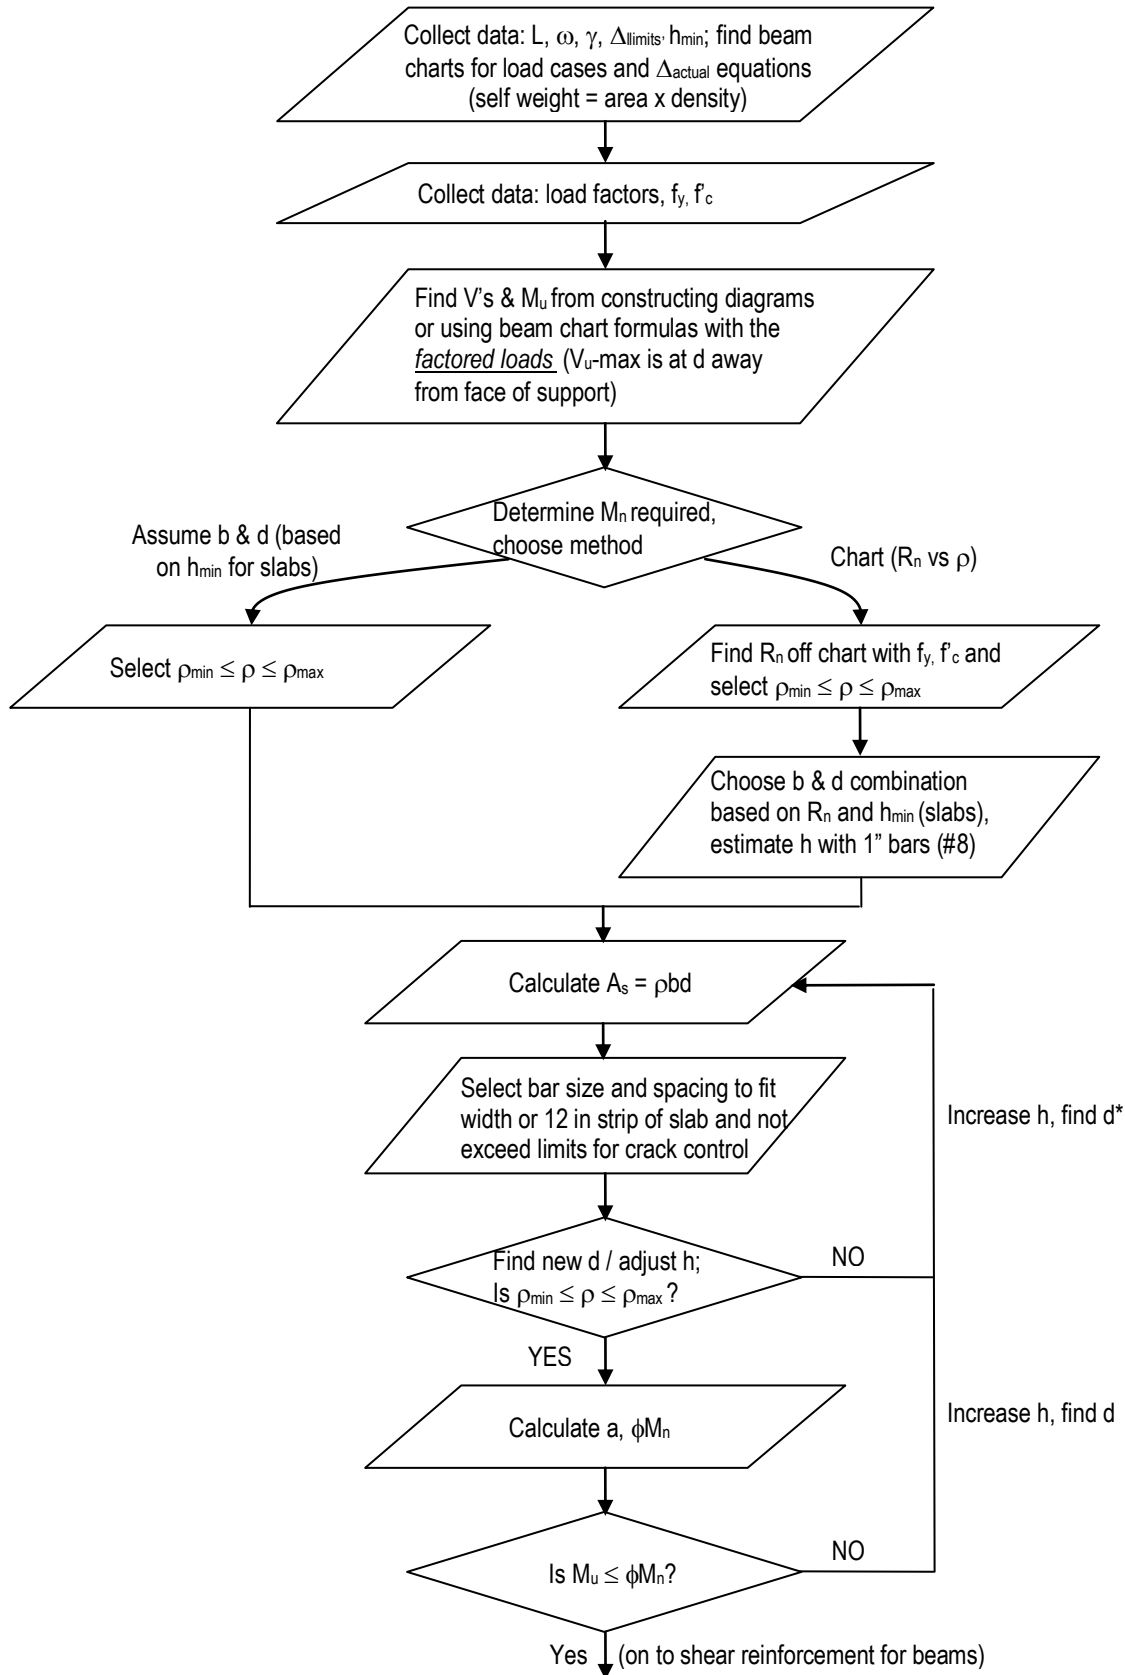 Collect data: L, ω, γ, Δllimits, hmin; find beam
charts for load cases and Δactual equations
(self weight = area x density)
Collect data: load factors, fy, f'c
Find V's & Mu from constructing diagrams
or using beam chart formulas with the
factored loads (Vu-max is at d away
from face of support)
Determine Mn required,
choose method
Assume b & d (based
on hmin for slabs)
Chart (Rn vs ρ)
Select ρmin ≤ ρ ≤ ρmax
Find Rn off chart with fy, f'c and
select ρmin ≤ ρ ≤ ρmax
Choose b & d combination
based on Rn and hmin (slabs),
estimate h with 1” bars (#8)
Calculate As = ρbd
Select bar size and spacing to fit
width or 12 in strip of slab and not
exceed limits for crack control
Increase h, find d*
Find new d / adjust h;
Is ρmin ≤ ρ ≤ ρmax ?
NO
YES
Calculate a, ϕMn
Increase h, find d
Is Mu ≤ ϕMn?
NO
Yes (on to shear reinforcement for beams)